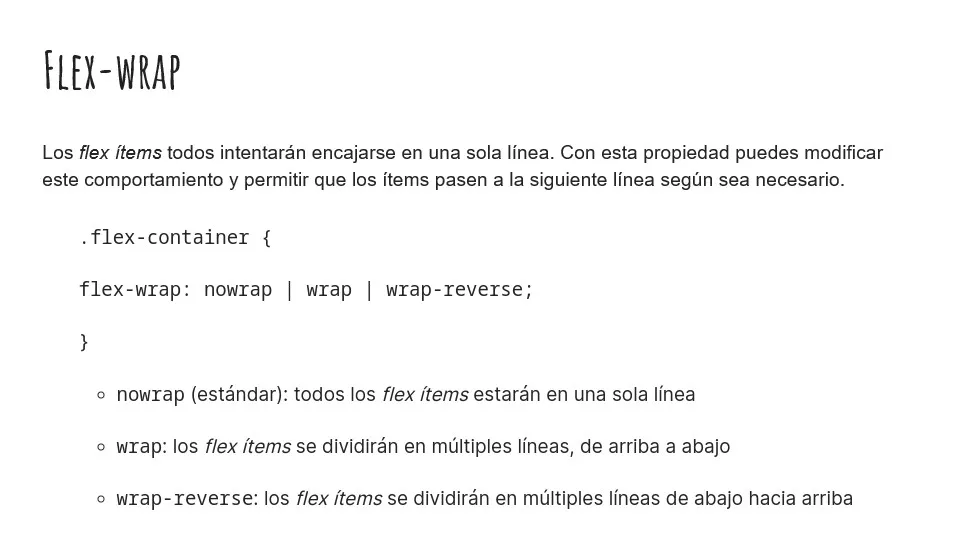 Flex-wrap
Los flex ítems todos intentarán encajarse en una sola línea. Con esta propiedad puedes modificar
este comportamiento y permitir que los ítems pasen a la siguiente línea según sea necesario.
.flex-container {
flex-wrap: nowrap | wrap | wrap-reverse;
}
○ nowrap (estándar): todos los flex ítems estarán en una sola línea
○ wrap: los flex ítems se dividirán en múltiples líneas, de arriba a abajo
○ wrap-reverse: los flex ítems se dividirán en múltiples líneas de abajo hacia arriba